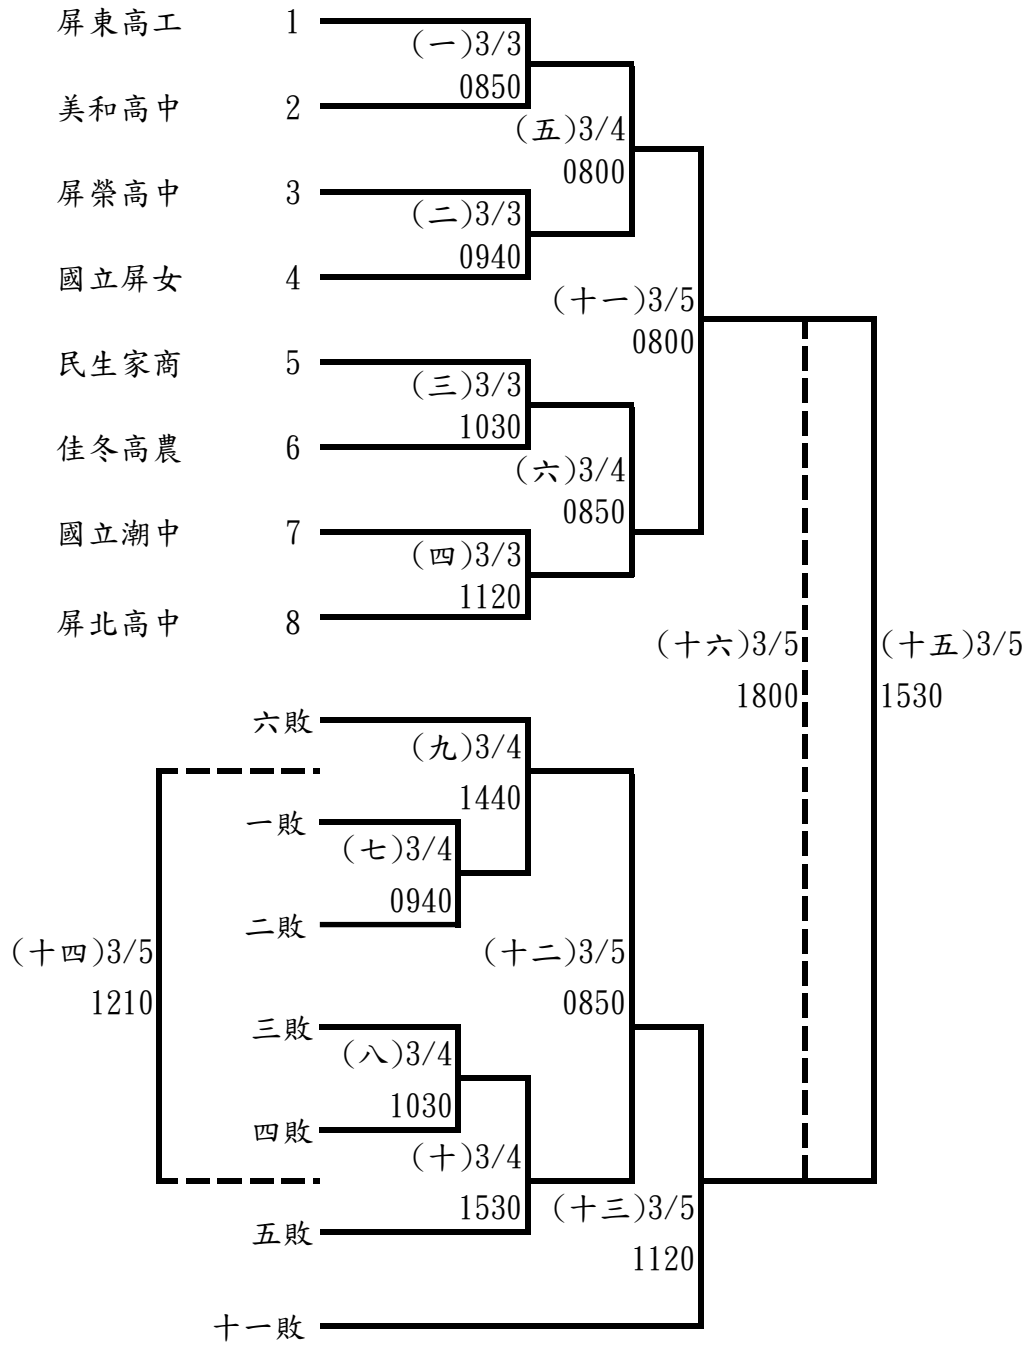 屏東高工 1
(一)3/3
0850
美和高中 2
(五)3/4
0800
屏榮高中 3
(二)3/3
0940
國立屏女 4
(十一)3/5
0800
民生家商 5
(三)3/3
1030
佳冬高農 6
(六)3/4
0850
國立潮中 7
(四)3/3
1120
屏北高中 8
(十六)3/5
1800
(十五)3/5
1530
六敗
(九)3/4
1440
一敗
(七)3/4
0940
二敗
(十四)3/5
1210
(十二)3/5
0850
三敗
(八)3/4
1030
四敗
(十)3/4
1530
五敗
(十三)3/5
1120
十一敗